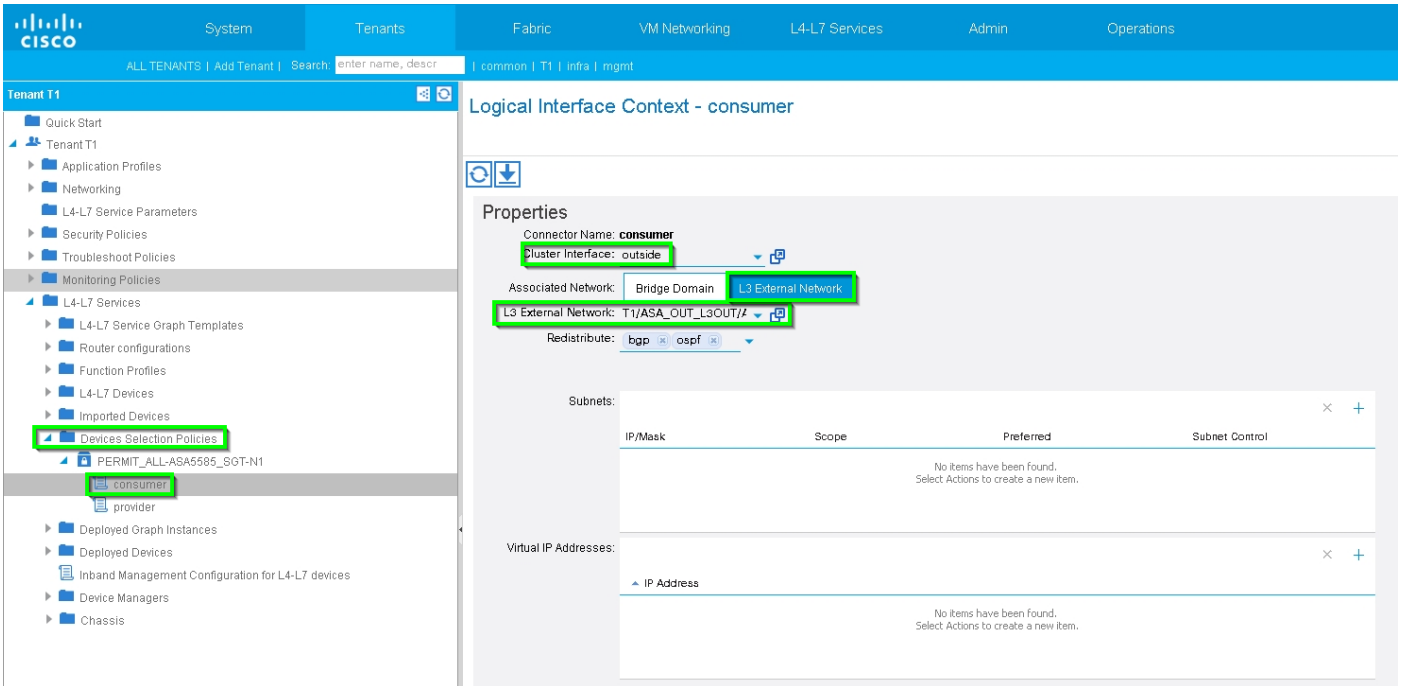 CISCO
System Tenants Fabric VM Networking L4-L7 Services Admin Operations
ALL TENANTS | Add Tenant | Search: enter name, descr | common | T1 | infra | mgmt
Tenant T1
Quick Start
Tenant T1
Application Profiles
Networking
L4-L7 Service Parameters
Security Policies
Troubleshoot Policies
Monitoring Policies
L4-L7 Services
L4-L7 Service Graph Templates
Router configurations
Function Profiles
L4-L7 Devices
Imported Devices
Devices Selection Policies
PERMIT_ALL-ASA5585_SGT-N1
consumer
provider
Deployed Graph Instances
Deployed Devices
Inband Management Configuration for L4-L7 devices
Device Managers
Chassis
Logical Interface Context - consumer
Properties
Connector Name: consumer
Cluster Interface: outside
Associated Network: Bridge Domain L3 External Network
L3 External Network: T1/ASA_OUT_L3OUT/
Redistribute: bgp ospf
Subnets:
IP/Mask Scope Preferred Subnet Control
No items have been found.
Select Actions to create a new item.
Virtual IP Addresses:
IP Address
No items have been found.
Select Actions to create a new item.